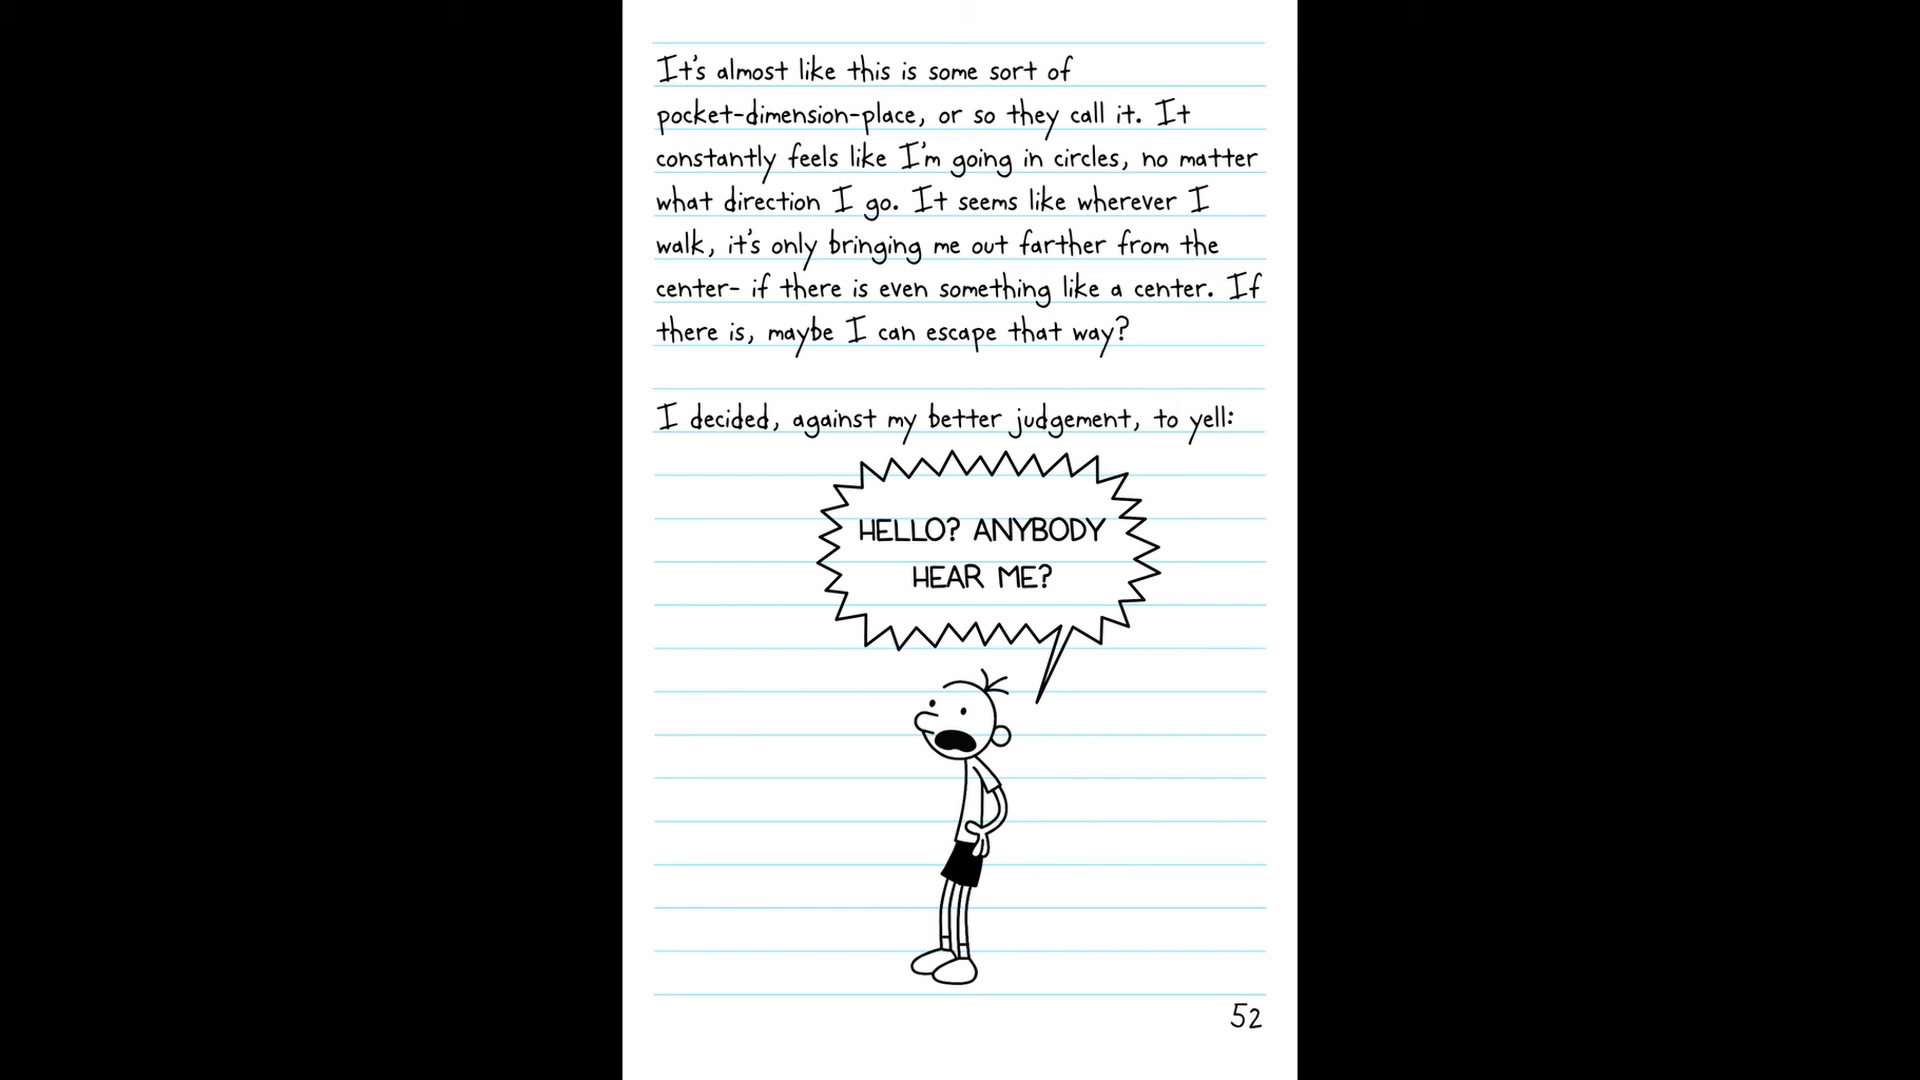 It's almost like this is some sort of
pocket-dimension-place, or so they call it. It
constantly feels like I'm going in circles, no matter
what direction I go. It seems like wherever I
walk, it's only bringing me out farther from the
center- if there is even something like a center. If
there is, maybe I can escape that way?
I decided, against my better judgement, to yell:
HELLO? ANYBODY
HEAR ME?
52